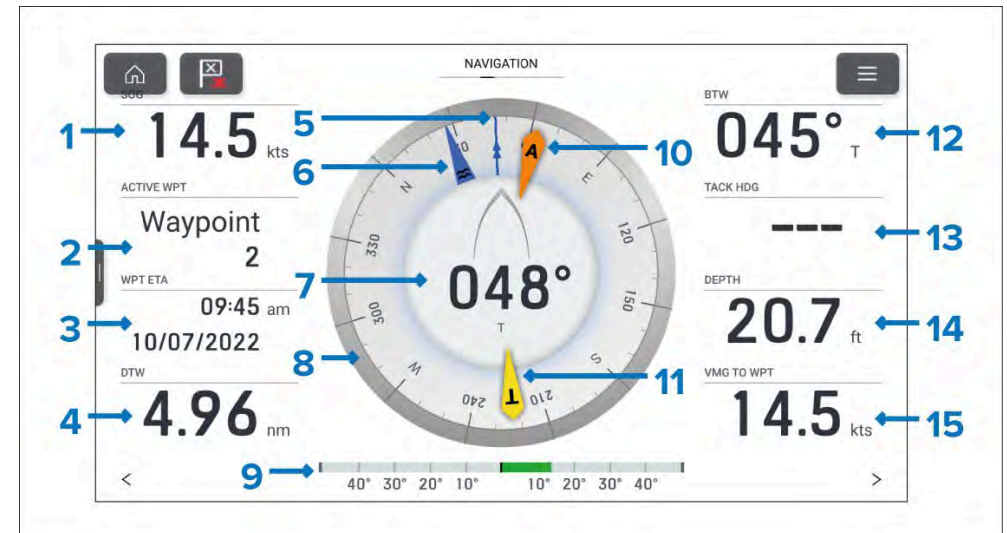 NAVIGATION
SOG
BTW
1
14.5 kts
5
6
10
045° T
12
ACTIVE WPT
TACK HDG
Waypoint
2
2
---
13
WPT ETA
DEPTH
7
048°
T
09:45 am
10/07/2022
3
20.7 ft
14
8
11
DTW
VMG TO WPT
4
4.96 nm
14.5 kts
15
N
A
E
120
150
S
210
T
240
W
300
330
9
40° 30° 20° 10° 10° 20° 30° 40°
<
>